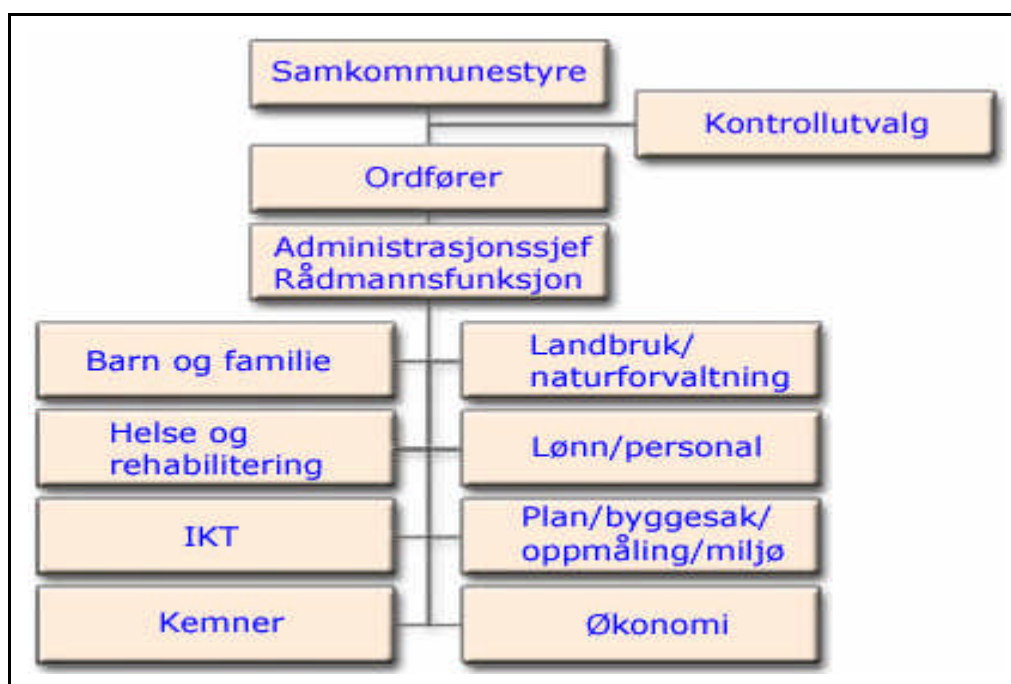 Samkommunestyre
Kontrollutvalg
Ordfører
Administrasjonssjef
Rådmannsfunksjon
Barn og familie
Landbruk/
naturforvaltning
Helse og
rehabilitering
Lønn/personal
IKT
Plan/byggesak/
oppmåling/miljø
Kemner
Økonomi